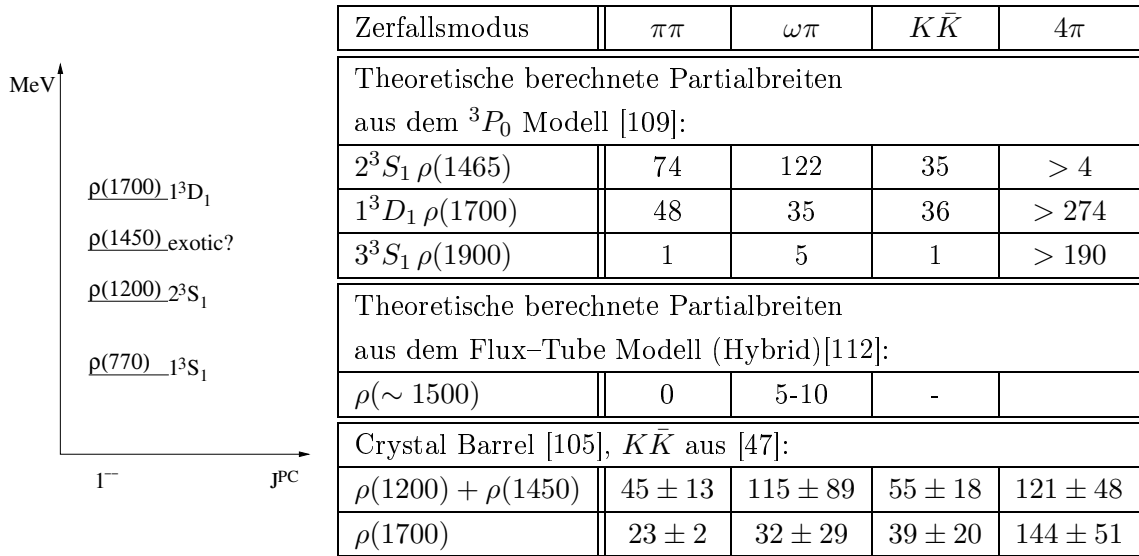 MeV
ρ(1700) 1³D₁
ρ(1450) exotic?
ρ(1200) 2³S₁
ρ(770) 1³S₁
1⁻⁻ Jᴾᶜ
Zerfallsmodus ππ ωπ KK̄ 4π
Theoretische berechnete Partialbreiten
aus dem ³P₀ Modell [109]:
2³S₁ ρ(1465) 74 122 35 > 4
1³D₁ ρ(1700) 48 35 36 > 274
3³S₁ ρ(1900) 1 5 1 > 190
Theoretische berechnete Partialbreiten
aus dem Flux–Tube Modell (Hybrid)[112]:
ρ(∼ 1500) 0 5-10 -
Crystal Barrel [105], KK̄ aus [47]:
ρ(1200) + ρ(1450) 45 ± 13 115 ± 89 55 ± 18 121 ± 48
ρ(1700) 23 ± 2 32 ± 29 39 ± 20 144 ± 51